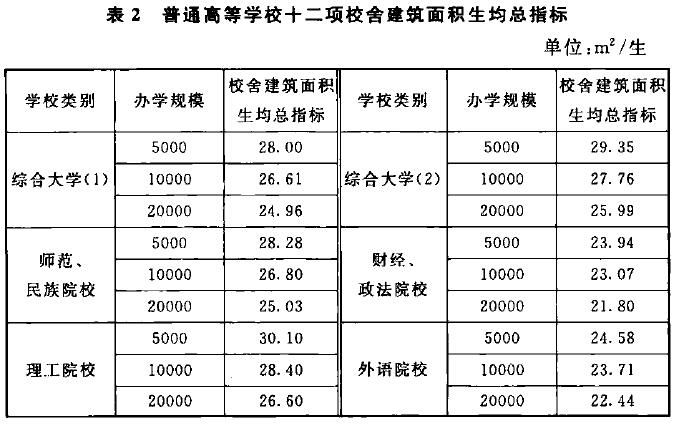 表 2 普通高等学校十二项校舍建筑面积生均总指标
单位:m²/生
学校类别 办学规模 校舍建筑面积生均总指标 学校类别 办学规模 校舍建筑面积生均总指标
综合大学(1) 5000 28.00 综合大学(2) 5000 29.35
10000 26.61 10000 27.76
20000 24.96 20000 25.99
师范、民族院校 5000 28.28 财经、政法院校 5000 23.94
10000 26.80 10000 23.07
20000 25.03 20000 21.80
理工院校 5000 30.10 外语院校 5000 24.58
10000 28.40 10000 23.71
20000 26.60 20000 22.44